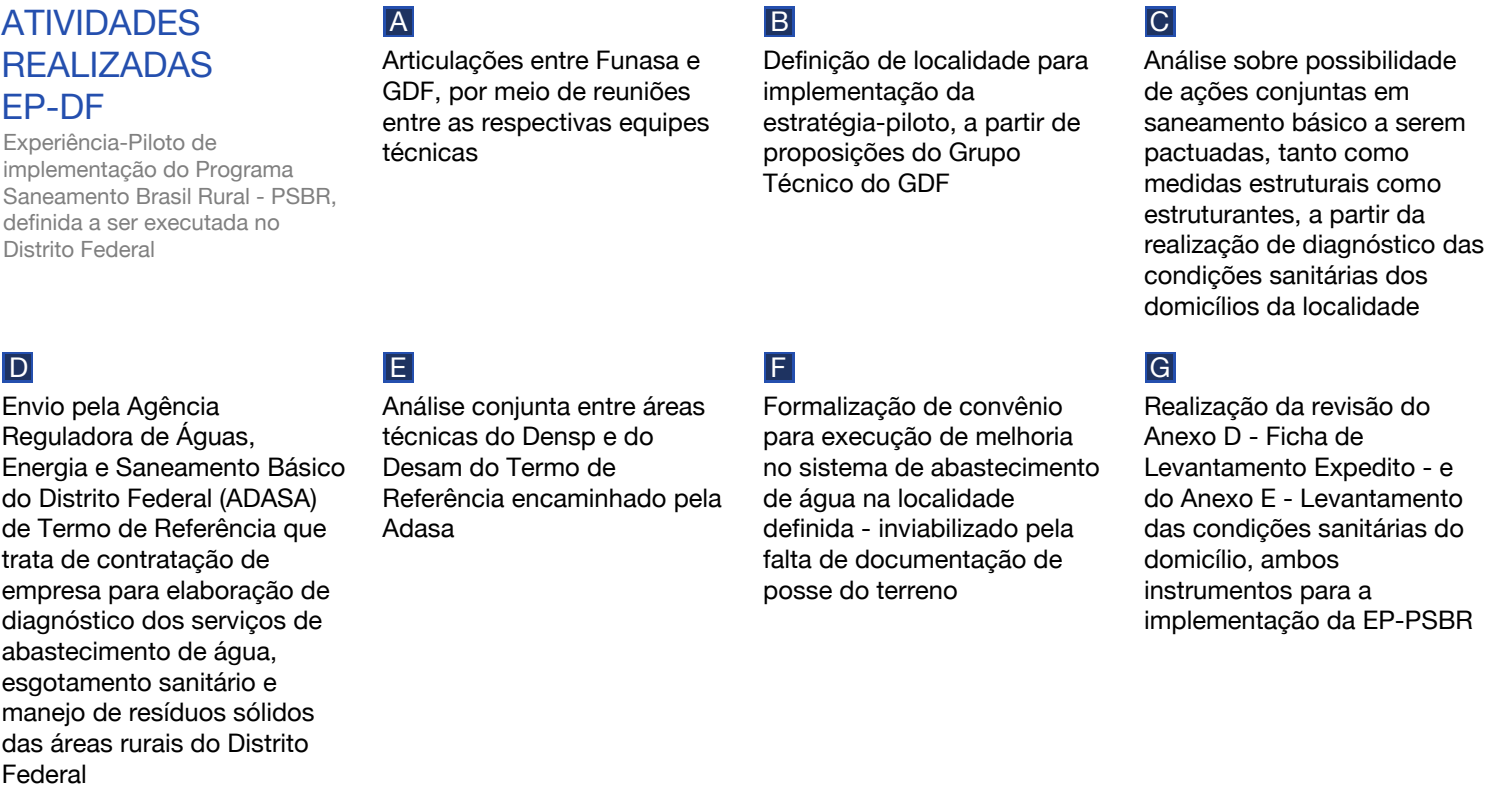 ATIVIDADES
REALIZADAS
EP-DF
Experiência-Piloto de
implementação do Programa
Saneamento Brasil Rural - PSBR,
definida a ser executada no
Distrito Federal
A
Articulações entre Funasa e
GDF, por meio de reuniões
entre as respectivas equipes
técnicas
B
Definição de localidade para
implementação da
estratégia-piloto, a partir de
proposições do Grupo
Técnico do GDF
C
Análise sobre possibilidade
de ações conjuntas em
saneamento básico a serem
pactuadas, tanto como
medidas estruturais como
estruturantes, a partir da
realização de diagnóstico das
condições sanitárias dos
domicílios da localidade
D
Envio pela Agência
Reguladora de Águas,
Energia e Saneamento Básico
do Distrito Federal (ADASA)
de Termo de Referência que
trata de contratação de
empresa para elaboração de
diagnóstico dos serviços de
abastecimento de água,
esgotamento sanitário e
manejo de resíduos sólidos
das áreas rurais do Distrito
Federal
E
Análise conjunta entre áreas
técnicas do Densp e do
Desam do Termo de
Referência encaminhado pela
Adasa
F
Formalização de convênio
para execução de melhoria
no sistema de abastecimento
de água na localidade
definida - inviabilizado pela
falta de documentação de
posse do terreno
G
Realização da revisão do
Anexo D - Ficha de
Levantamento Expedito - e
do Anexo E - Levantamento
das condições sanitárias do
domicílio, ambos
instrumentos para a
implementação da EP-PSBR